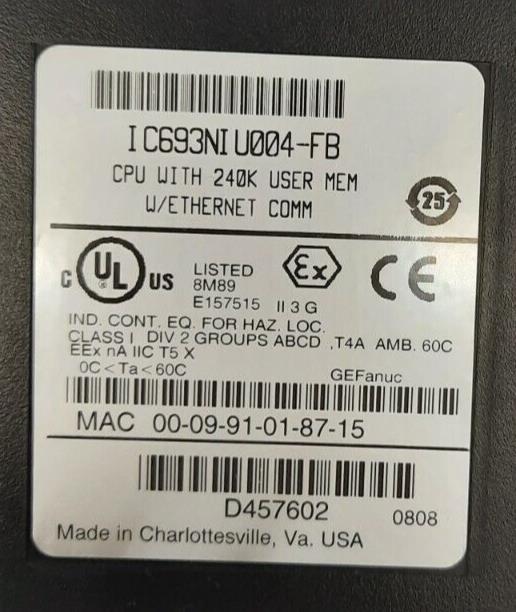 IC693NIU004-FB
CPU WITH 240K USER MEM
W/ETHERNET COMM
25
C UL US
LISTED
8M89
E157515
Ex
II 3 G
CE
IND. CONT. EQ. FOR HAZ. LOC.
CLASS I DIV 2 GROUPS ABCD ,T4A AMB. 60C
EEx nA IIC T5 X
0C<Ta<60C
GEFanuc
MAC 00-09-91-01-87-15
D457602
0808
Made in Charlottesville, Va. USA